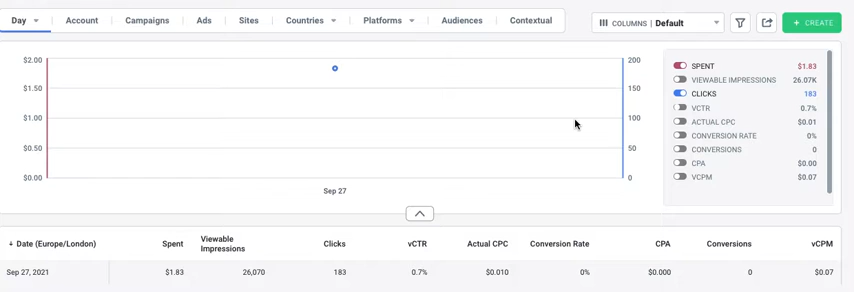 Day Account Campaigns Ads Sites Countries Platforms Audiences Contextual COLUMNS | Default + CREATE
$2.00 200
$1.50 150
$1.00 100
$0.50 50
$0.00 0
Sep 27
SPENT $1.83
VIEWABLE IMPRESSIONS 26.07K
CLICKS 183
VCTR 0.7%
ACTUAL CPC $0.01
CONVERSION RATE 0%
CONVERSIONS 0
CPA $0.00
VCPM $0.07
Date (Europe/London) Spent Viewable Impressions Clicks vCTR Actual CPC Conversion Rate CPA Conversions vCPM
Sep 27, 2021 $1.83 26,070 183 0.7% $0.010 0% $0.000 0 $0.07